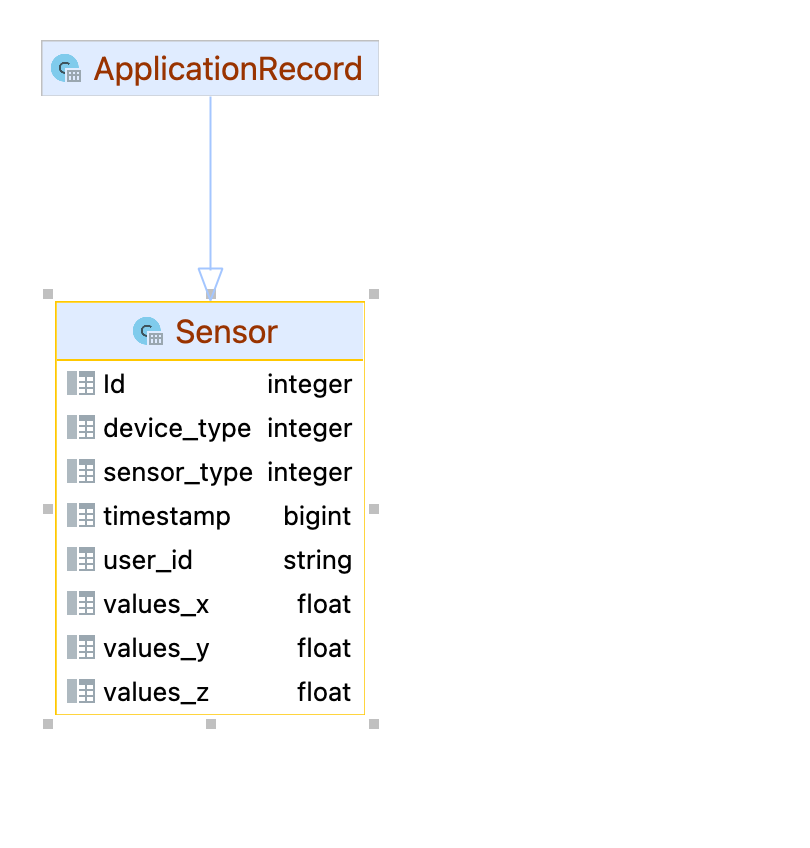 ApplicationRecord
Sensor
Id integer
device_type integer
sensor_type integer
timestamp bigint
user_id string
values_x float
values_y float
values_z float